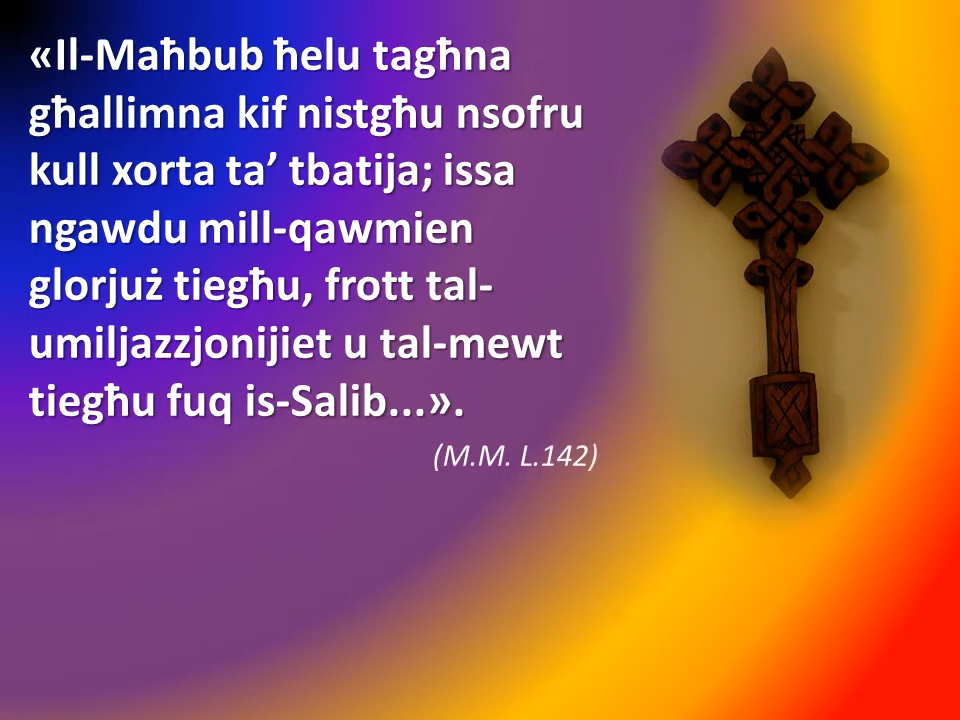 «Il-Maħbub ħelu tagħna
għallimna kif nistgħu nsofru
kull xorta ta’ tbatija; issa
ngawdu mill-qawmien
glorjuż tiegħu, frott tal-
umiljazzjonijiet u tal-mewt
tiegħu fuq is-Salib...».
(M.M. L.142)